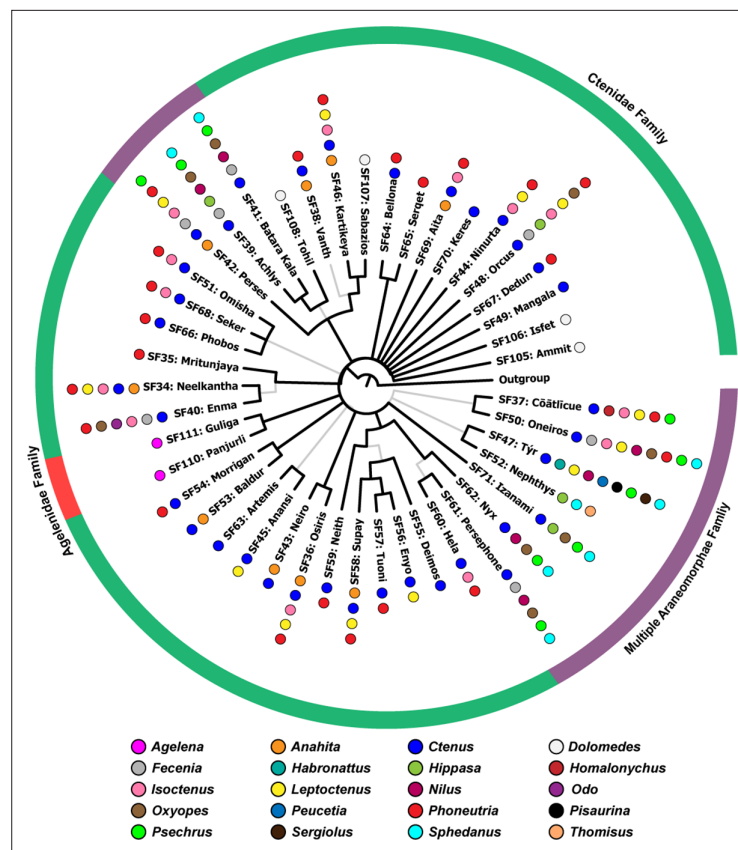 Ctenidae Family
SF46: Kartikeya
SF107: Sabazios
SF64: Bellona
SF65: Serqet
SF69: Aita
SF70: Keres
SF44: Ninurta
SF48: Orcus
SF67: Dedun
SF49: Mangala
SF106: Isfet
SF105: Ammit
Outgroup
SF37: Cōātlīcue
SF50: Oneiros
SF47: Týr
SF52: Nephthys
SF71: Izanami
SF62: Nyx
SF61: Persephone
SF60: Hela
SF55: Deimos
SF56: Enyo
SF57: Tuoni
SF58: Supay
SF59: Neith
SF36: Osiris
SF43: Neiro
SF45: Anansi
SF63: Artemis
SF53: Baldur
SF54: Morrigan
SF110: Panjurli
SF111: Guliga
SF40: Enma
SF34: Neelkantha
SF35: Mritunjaya
SF66: Phobos
SF68: Seker
SF51: Omisha
SF42: Perses
SF39: Achlys
SF41: Batara Kala
SF108: Tohil
SF38: Vanth
Agelenidae Family
Multiple Araneomorphae Famliy
Agelena Anahita Ctenus Dolomedes
Fecenia Habronattus Hippasa Homalonychus
Isoctenus Leptoctenus Nilus Odo
Oxyopes Peucetia Phoneutria Pisaurina
Psechrus Sergiolus Sphedanus Thomisus